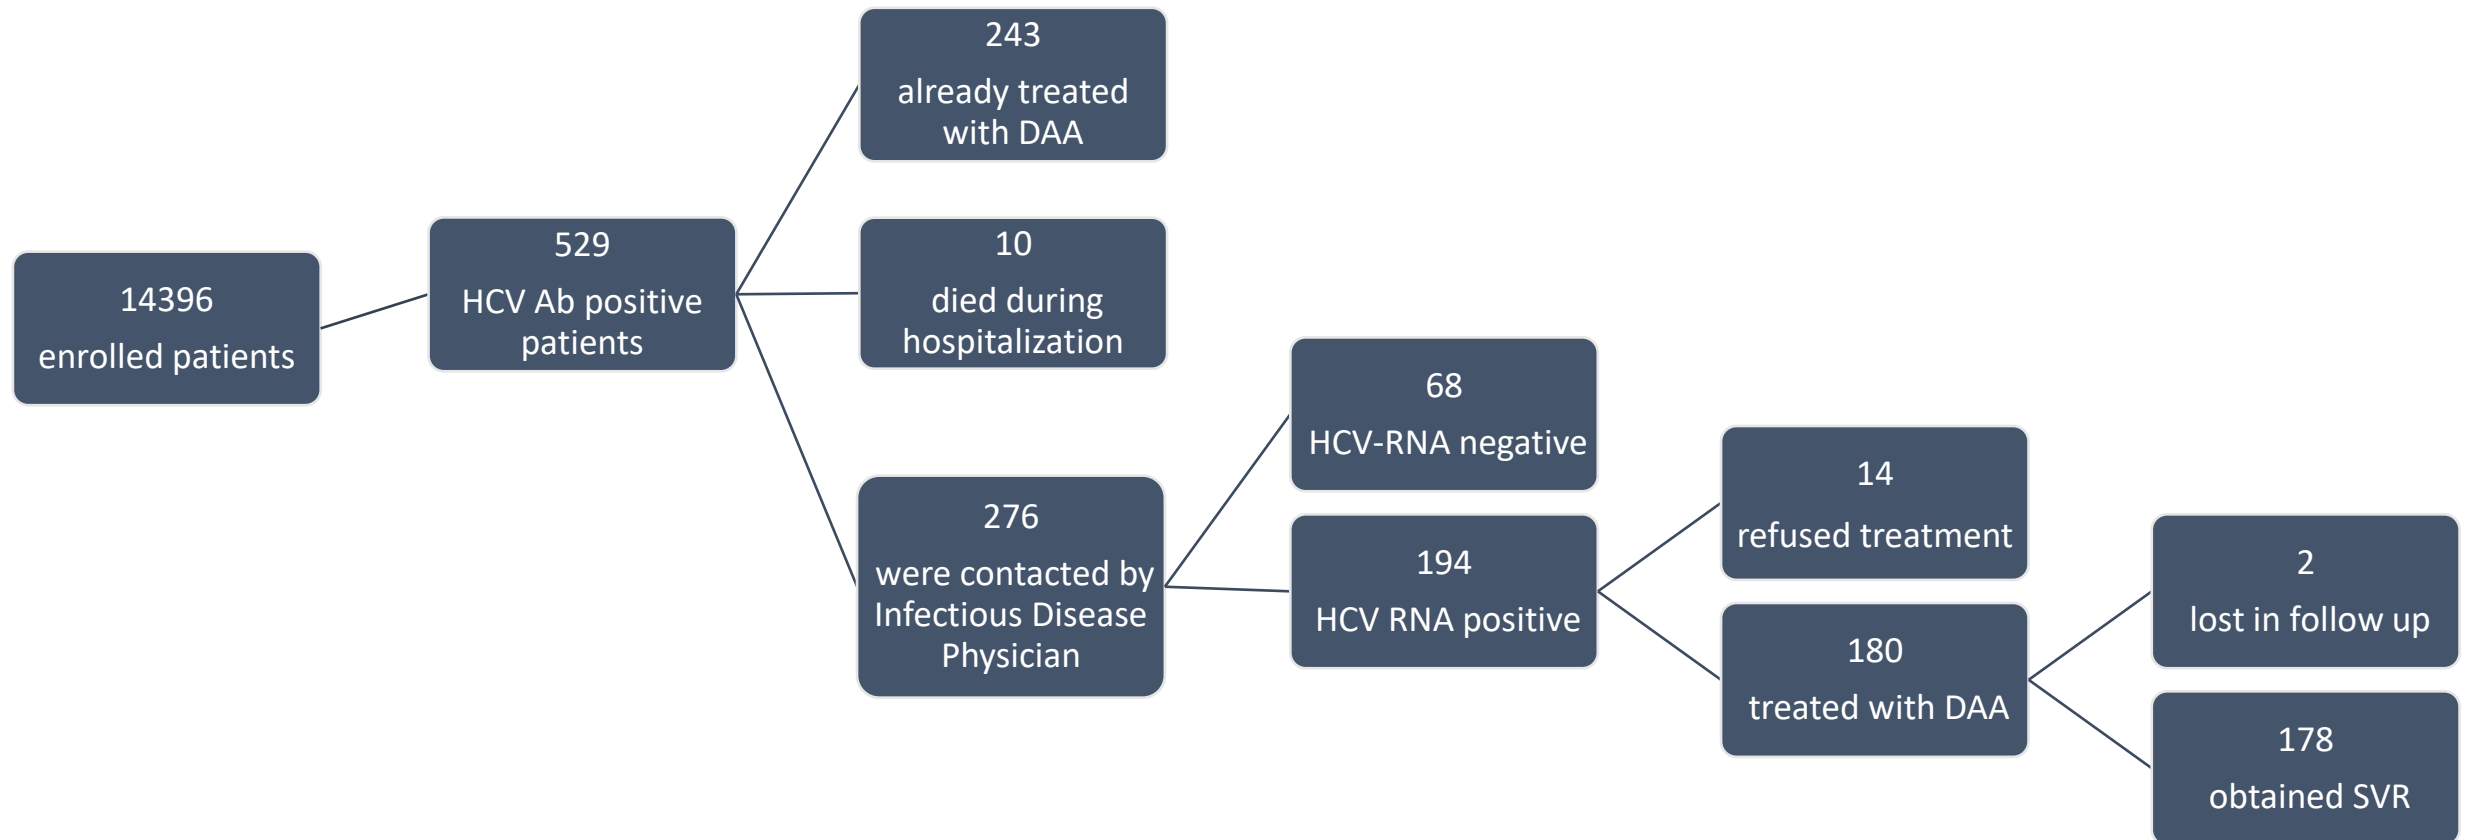 14396
enrolled patients
529
HCV Ab positive
patients
243
already treated
with DAA
10
died during
hospitalization
276
were contacted by
Infectious Disease
Physician
68
HCV-RNA negative
194
HCV RNA positive
14
refused treatment
180
treated with DAA
2
lost in follow up
178
obtained SVR